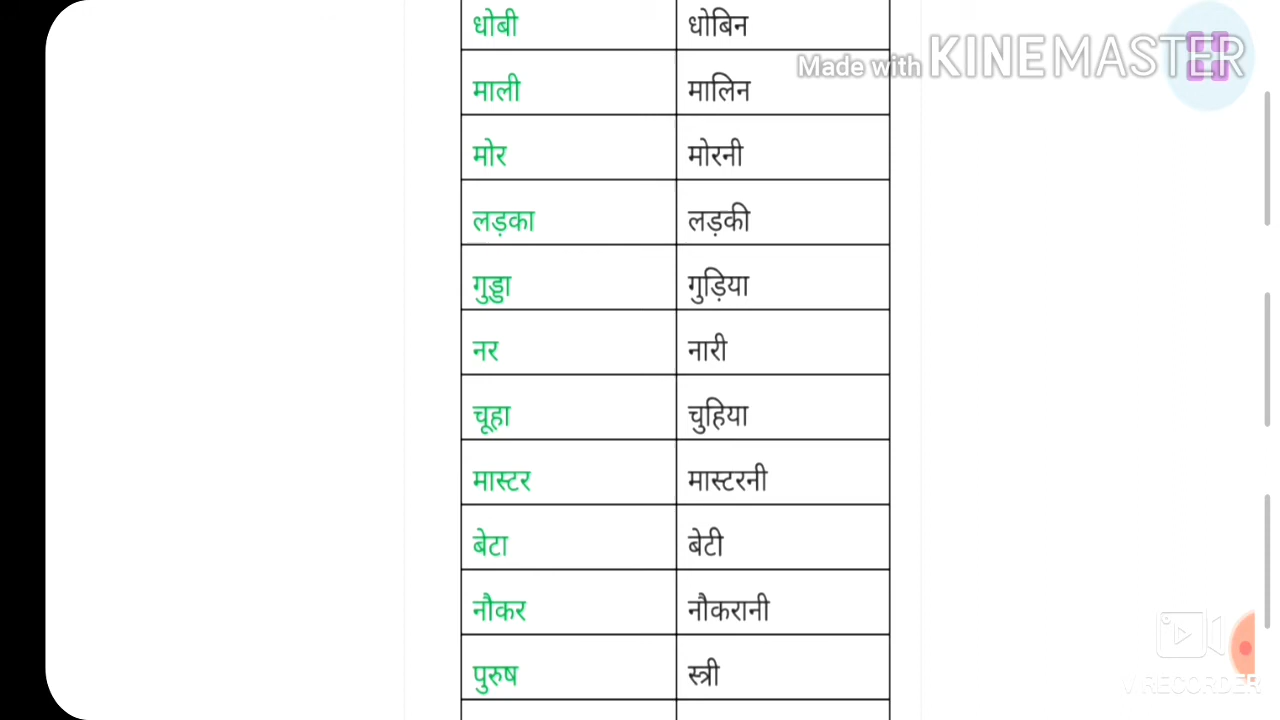 धोबी धोबिन
Made with KINEMASTER
माली मालिन
मोर मोरनी
लड़का लड़की
गुड्डा गुड़िया
नर नारी
चूहा चुहिया
मास्टर मास्टरनी
बेटा बेटी
नौकर नौकरानी
पुरुष स्त्री
V RECORDER